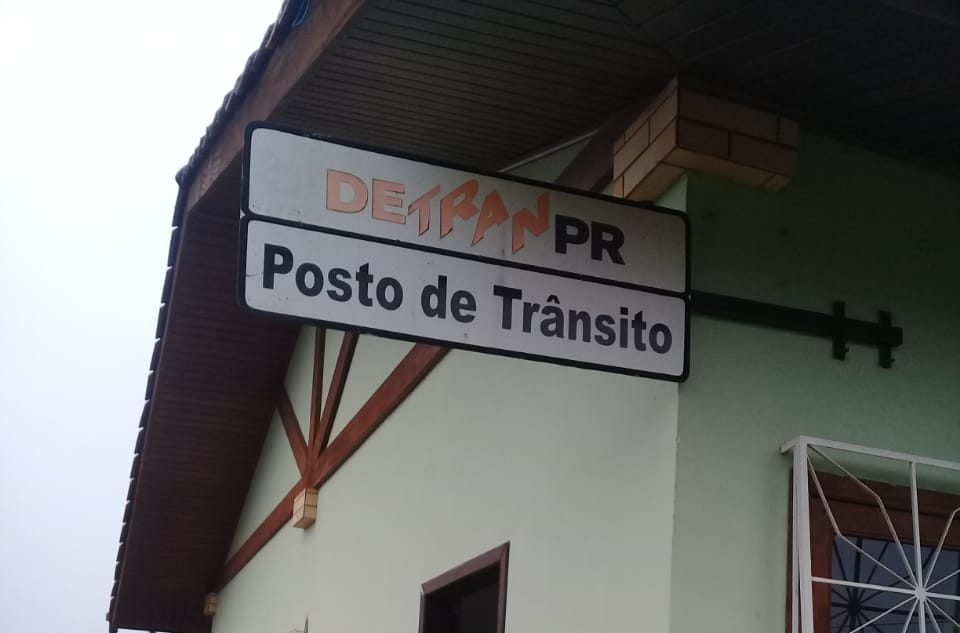 DETRAN PR
Posto de Trânsito